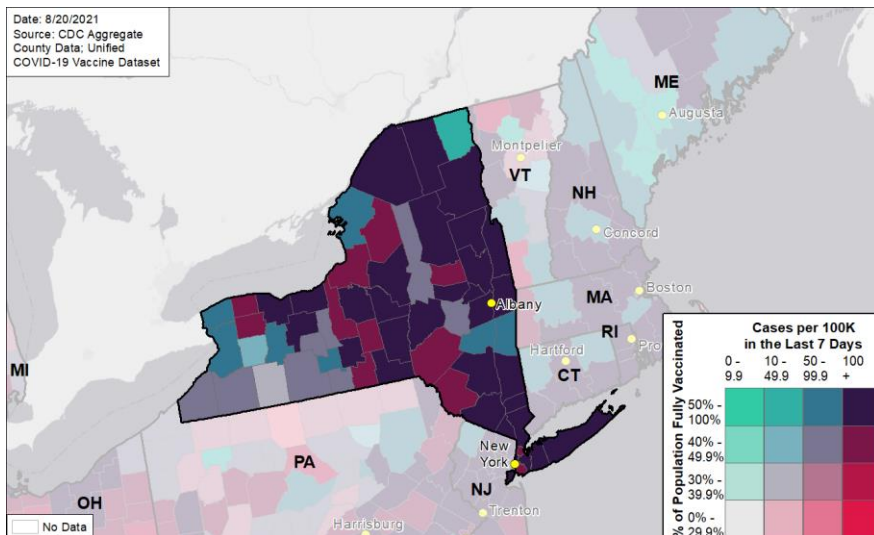 Date: 8/20/2021
Source: CDC Aggregate
County Data; Unified
COVID-19 Vaccine Dataset
ME
Augusta
Montpelier
VT
NH
Concord
Albany
MA
Boston
RI
Pro
Hartford
CT
MI
New
York
PA
NJ
OH
Trenton
Harrisburg
No Data
Cases per 100K
in the Last 7 Days
0 - 9.9
10 - 49.9
50 - 99.9
100 +
% of Population Fully Vaccinated
50% - 100%
40% - 49.9%
30% - 39.9%
0% - 29.9%